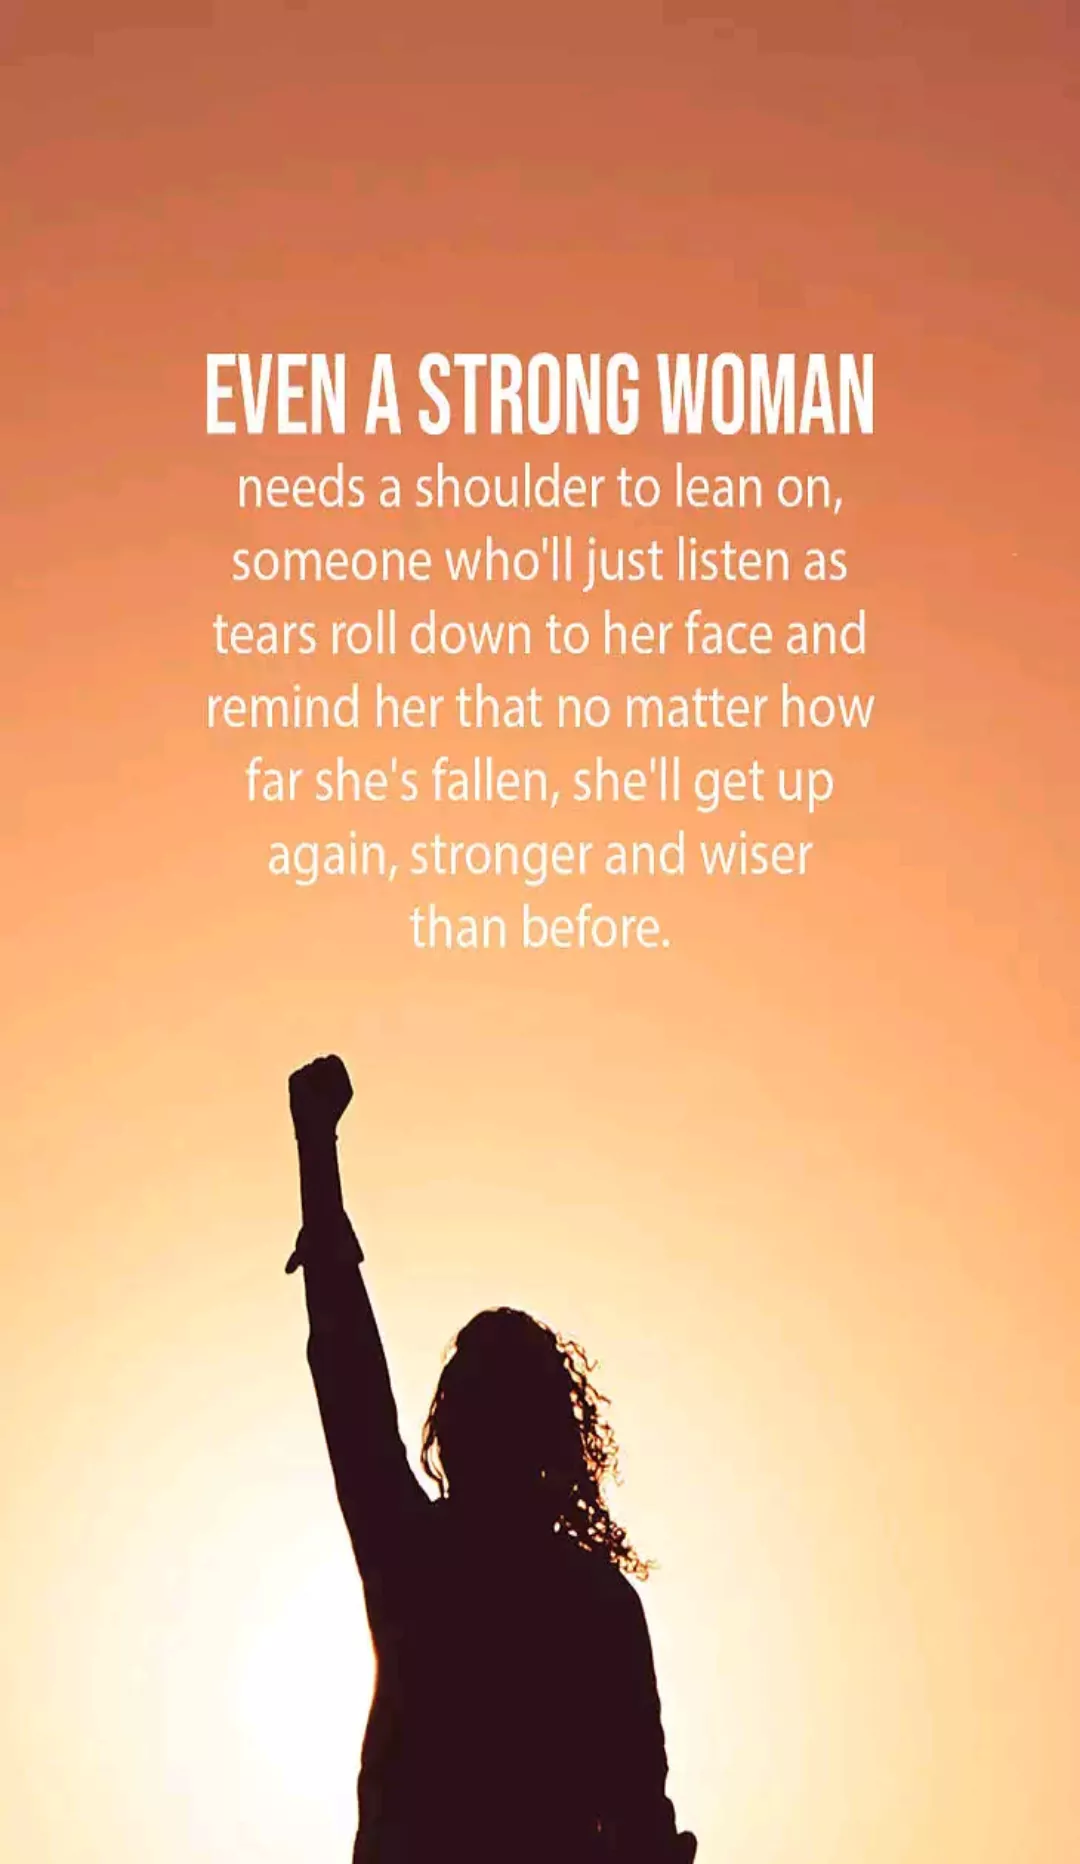 EVEN A STRONG WOMAN
needs a shoulder to lean on,
someone who'll just listen as
tears roll down to her face and
remind her that no matter how
far she's fallen, she'll get up
again, stronger and wiser
than before.